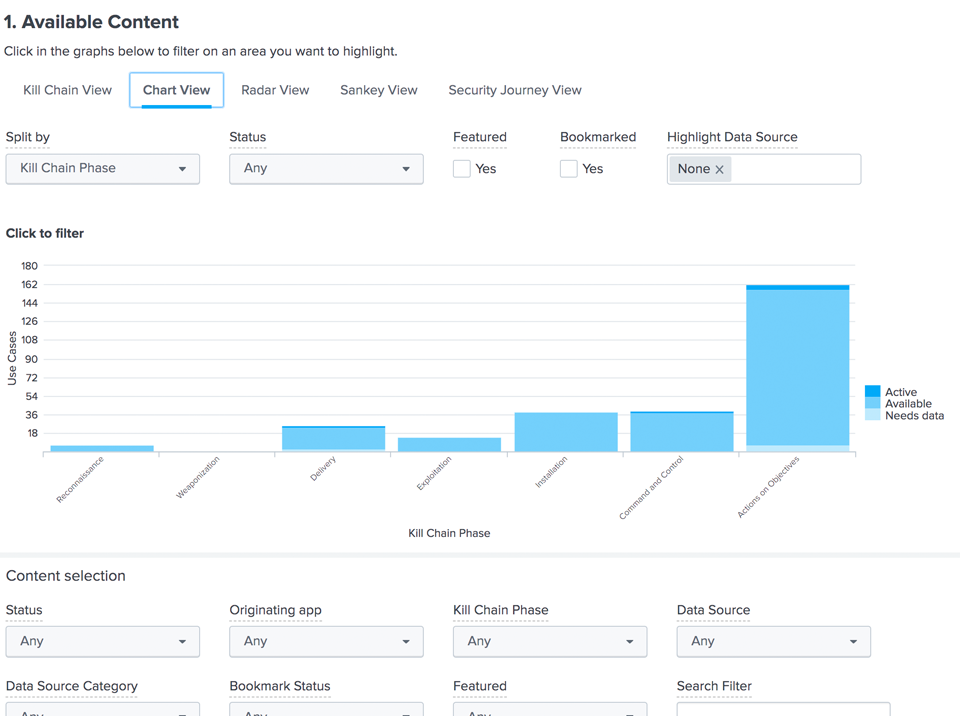 1. Available Content
Click in the graphs below to filter on an area you want to highlight.
Kill Chain View Chart View Radar View Sankey View Security Journey View
Split by Status Featured Bookmarked Highlight Data Source
Kill Chain Phase Any Yes Yes None
Click to filter
180
162
144
126
108
90
72
54
36
18
Use Cases
Active
Available
Needs data
Reconnaissance Weaponization Delivery Exploitation Installation Command and Control Actions on Objectives
Kill Chain Phase
Content selection
Status Originating app Kill Chain Phase Data Source
Any Any Any Any
Data Source Category Bookmark Status Featured Search Filter
Any Any Any